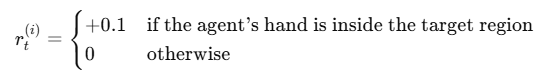 r_t^{(i)} = { +0.1 if the agent's hand is inside the target region
0 otherwise